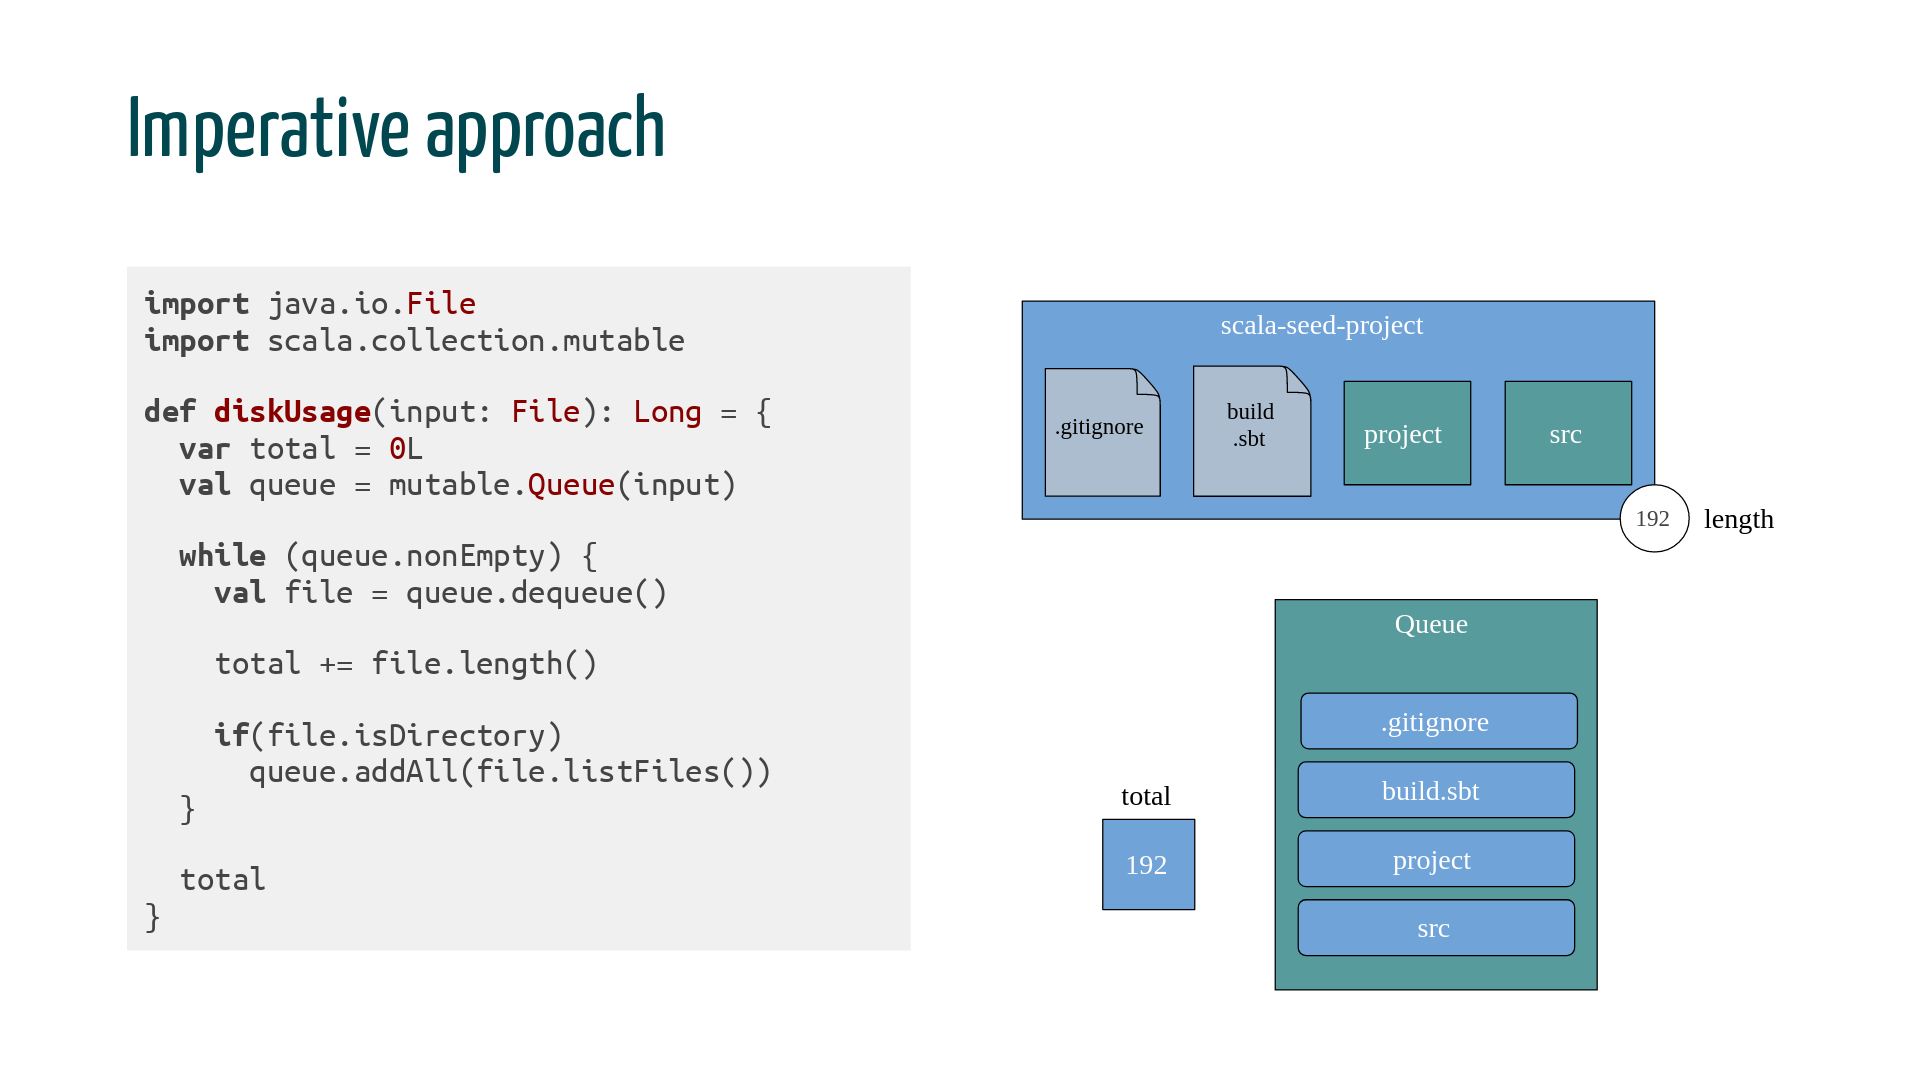 Imperative approach
import java.io.File
import scala.collection.mutable
def diskUsage(input: File): Long = {
  var total = 0L
  val queue = mutable.Queue(input)
  while (queue.nonEmpty) {
    val file = queue.dequeue()
    total += file.length()
    if(file.isDirectory)
      queue.addAll(file.listFiles())
  }
  total
}
scala-seed-project
.gitignore
build
.sbt
project
src
192
length
Queue
.gitignore
build.sbt
project
src
total
192